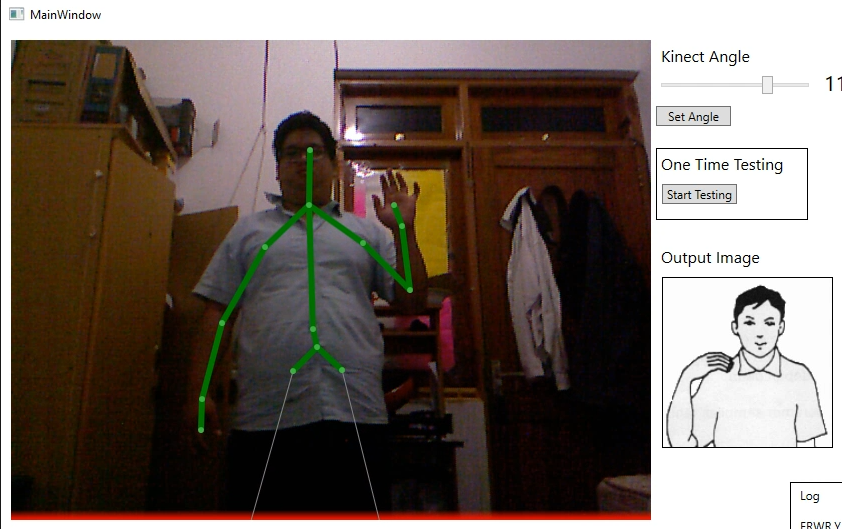 MainWindow
Kinect Angle
11
Set Angle
One Time Testing
Start Testing
Output Image
Log